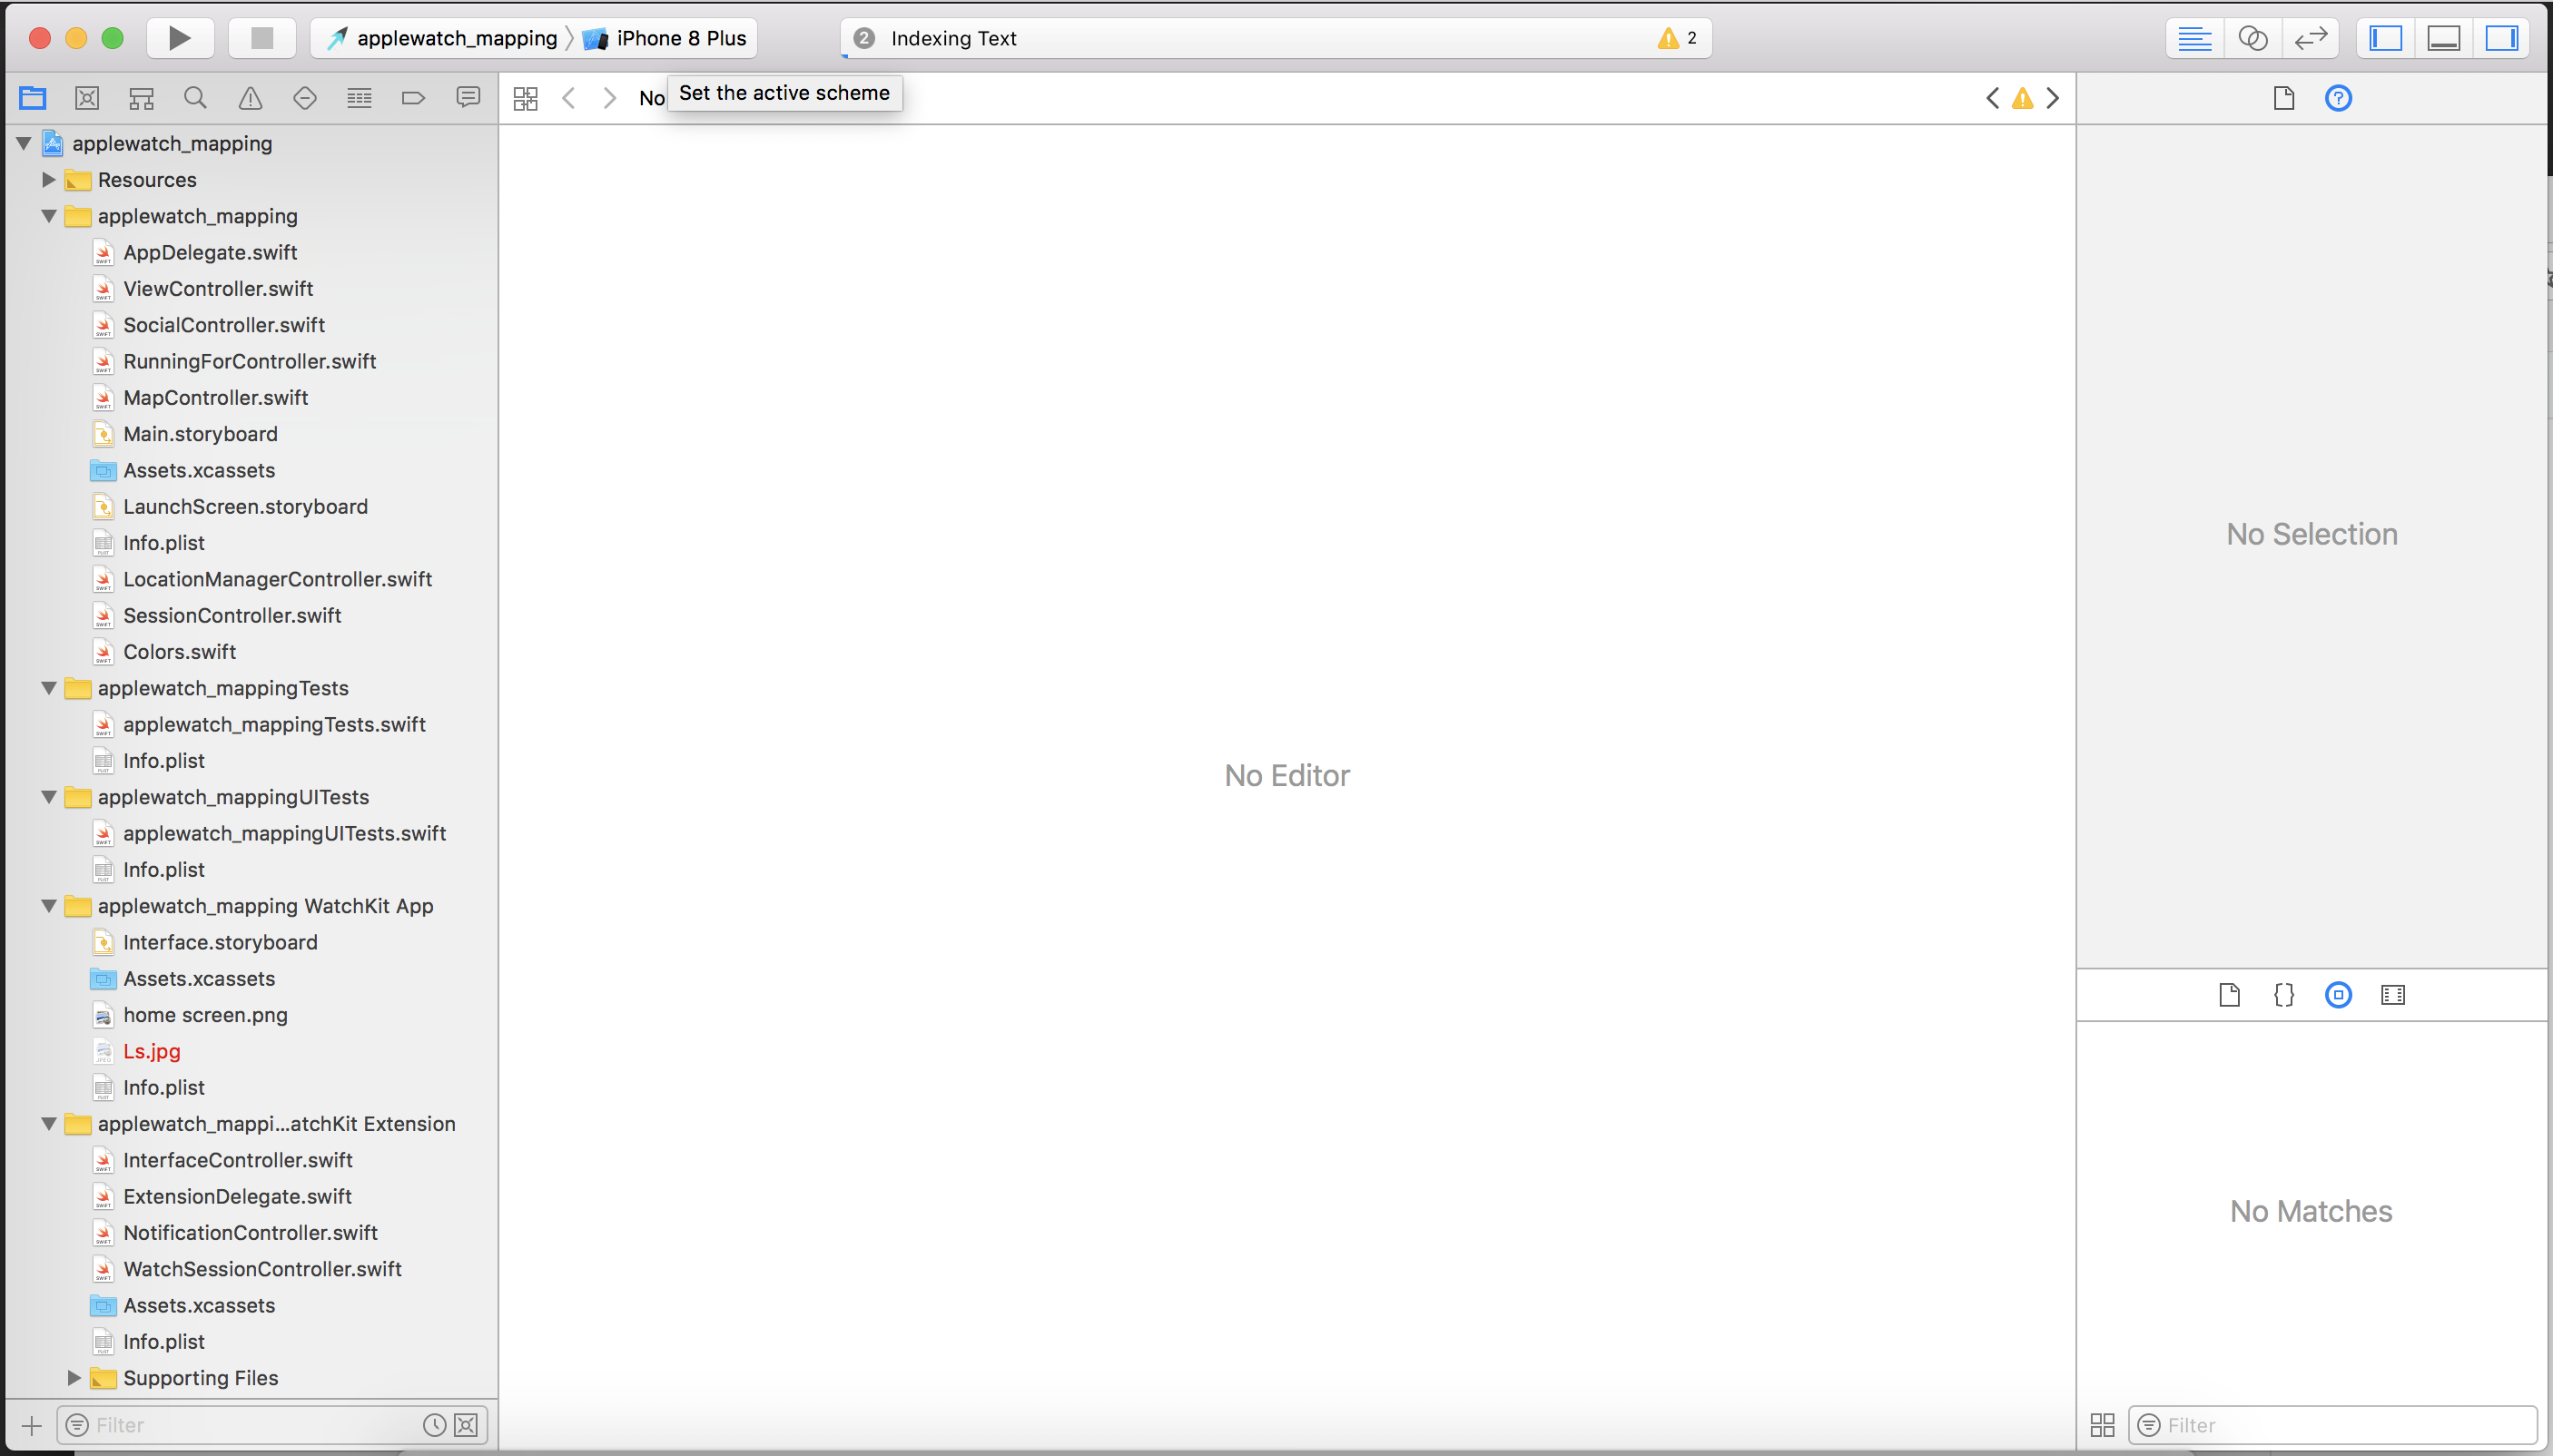 applewatch_mapping iPhone 8 Plus
2 Indexing Text 2
No
Set the active scheme
applewatch_mapping
Resources
applewatch_mapping
AppDelegate.swift
ViewController.swift
SocialController.swift
RunningForController.swift
MapController.swift
Main.storyboard
Assets.xcassets
LaunchScreen.storyboard
Info.plist
LocationManagerController.swift
SessionController.swift
Colors.swift
applewatch_mappingTests
applewatch_mappingTests.swift
Info.plist
applewatch_mappingUITests
applewatch_mappingUITests.swift
Info.plist
applewatch_mapping WatchKit App
Interface.storyboard
Assets.xcassets
home screen.png
Ls.jpg
Info.plist
applewatch_mappi...atchKit Extension
InterfaceController.swift
ExtensionDelegate.swift
NotificationController.swift
WatchSessionController.swift
Assets.xcassets
Info.plist
Supporting Files
Filter
No Editor
No Selection
No Matches
Filter